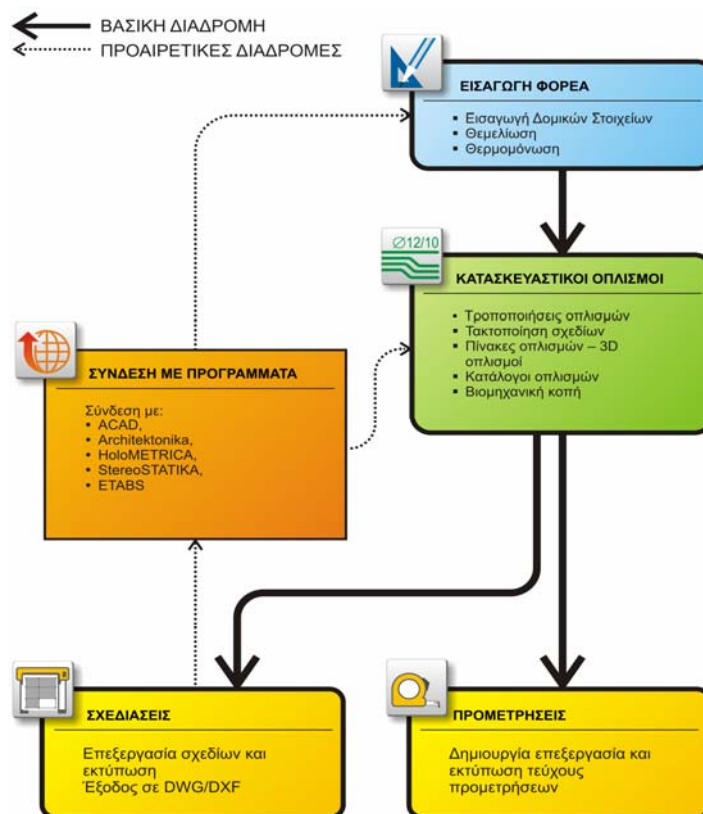 ΒΑΣΙΚΗ ΔΙΑΔΡΟΜΗ
ΠΡΟΑΙΡΕΤΙΚΕΣ ΔΙΑΔΡΟΜΕΣ
ΕΙΣΑΓΩΓΗ ΦΟΡΕΑ
▪ Εισαγωγή Δομικών Στοιχείων
▪ Θεμελίωση
▪ Θερμομόνωση
∅12/10
ΚΑΤΑΣΚΕΥΑΣΤΙΚΟΙ ΟΠΛΙΣΜΟΙ
▪ Τροποποιήσεις οπλισμών
▪ Τακτοποίηση σχεδίων
▪ Πίνακες οπλισμών – 3D
οπλισμοί
▪ Κατάλογοι οπλισμών
▪ Βιομηχανική κοπή
ΣΥΝΔΕΣΗ ΜΕ ΠΡΟΓΡΑΜΜΑΤΑ
Σύνδεση με:
• ACAD,
• Architektonika,
• HoloMETRICA,
• StereoSTATIKA,
• ETABS
ΣΧΕΔΙΑΣΕΙΣ
Επεξεργασία σχεδίων και
εκτύπωση
Έξοδος σε DWG/DXF
ΠΡΟΜΕΤΡΗΣΕΙΣ
Δημιουργία επεξεργασία και
εκτύπωση τεύχους
προμετρήσεων